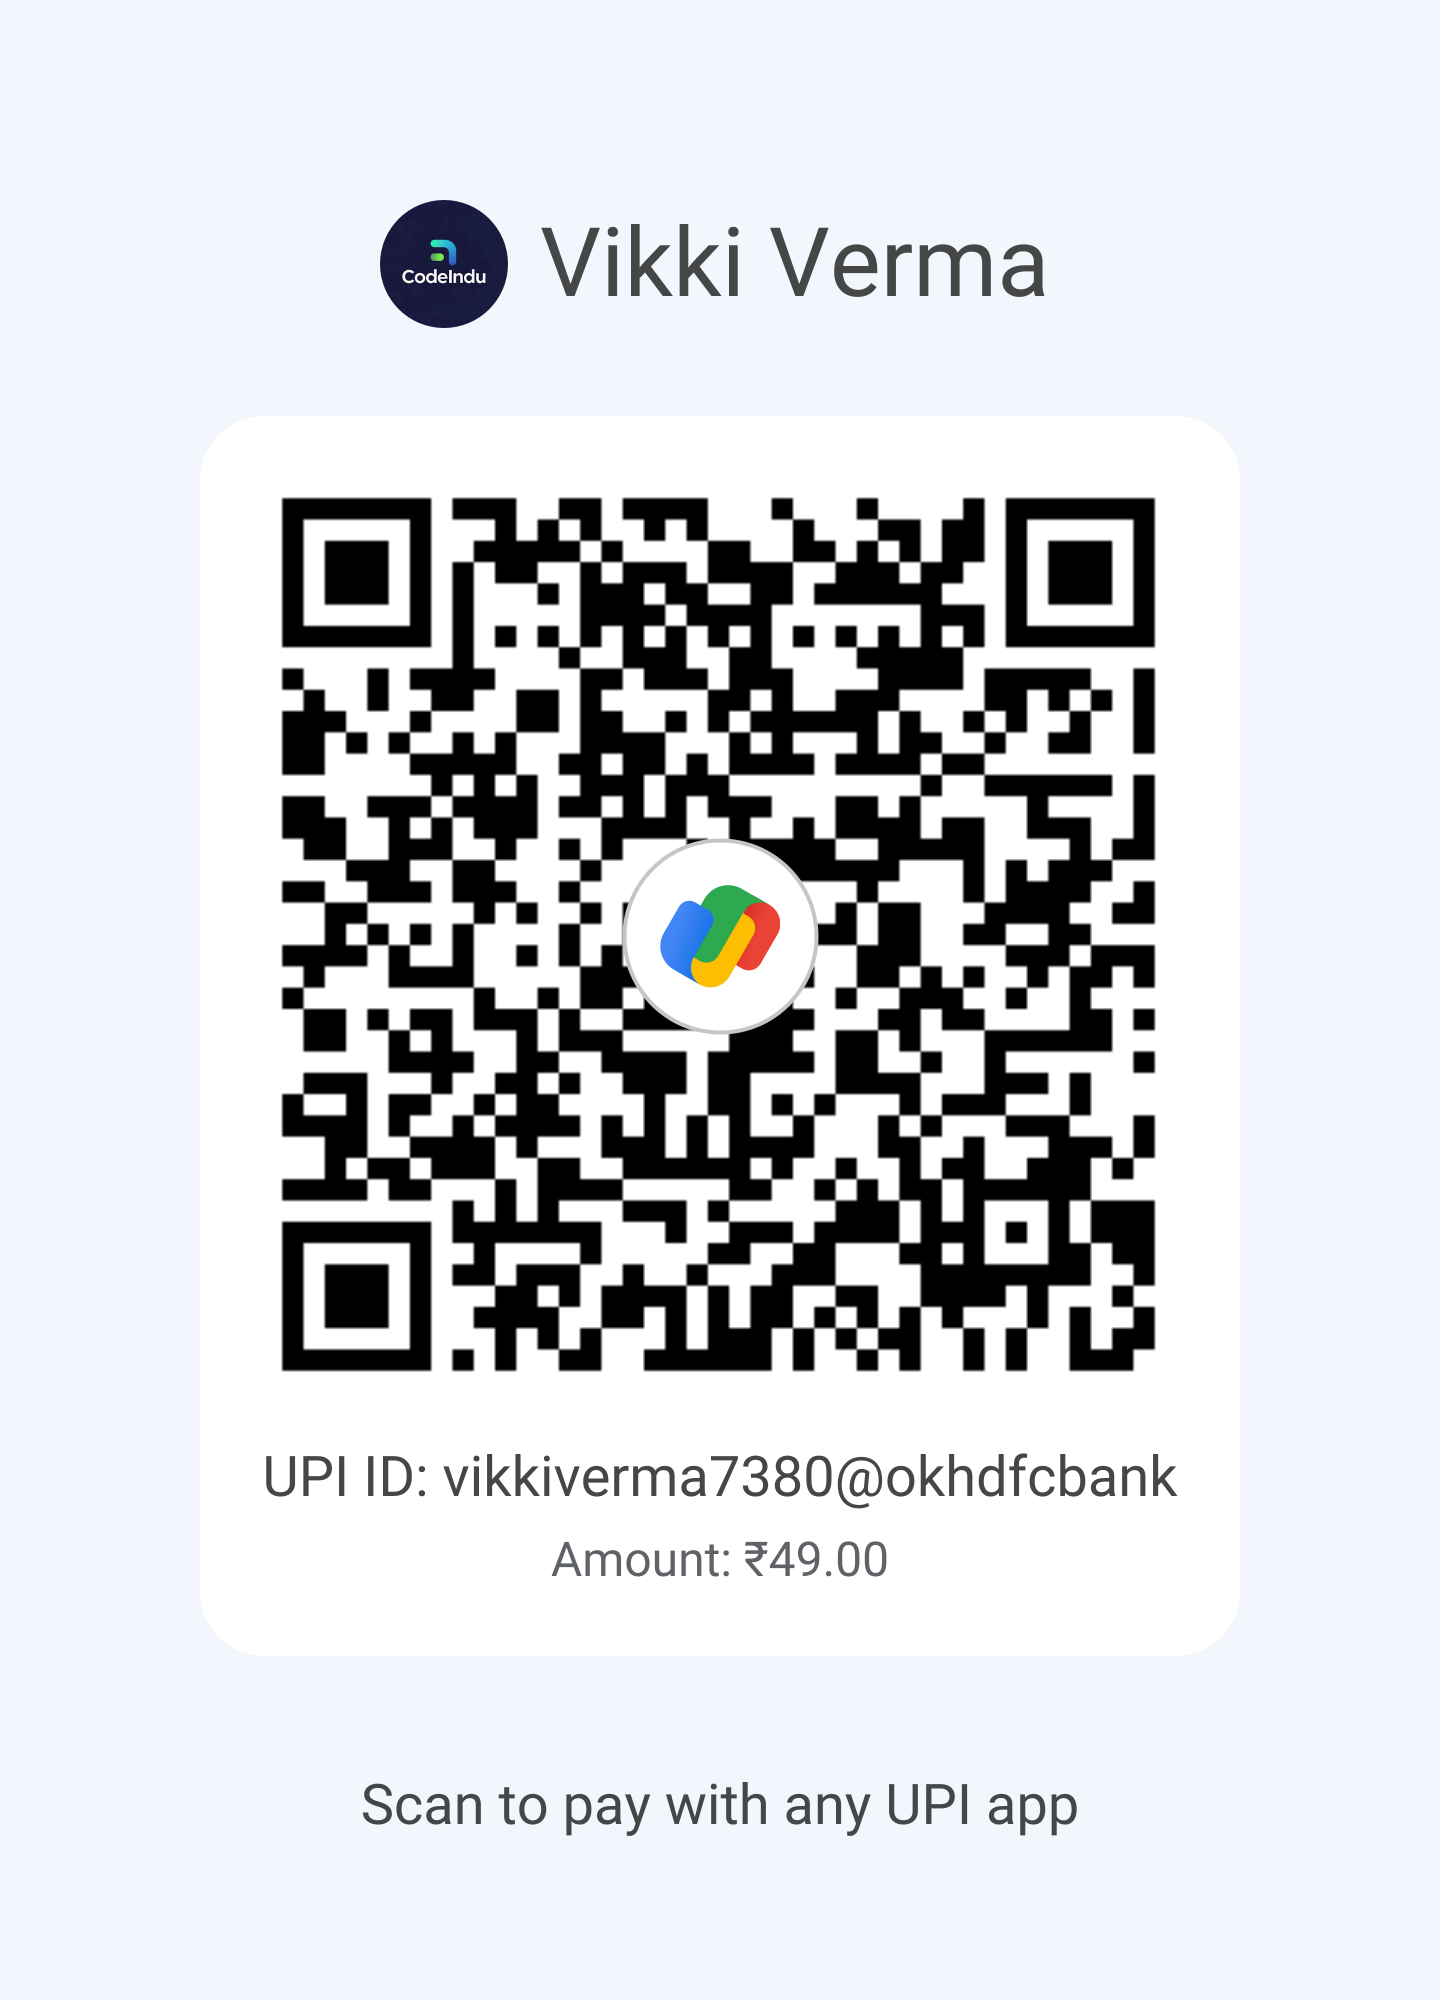 CodeIndu
Vikki Verma
UPI ID: vikkiverma7380@okhdfcbank
Amount: ₹49.00
Scan to pay with any UPI app